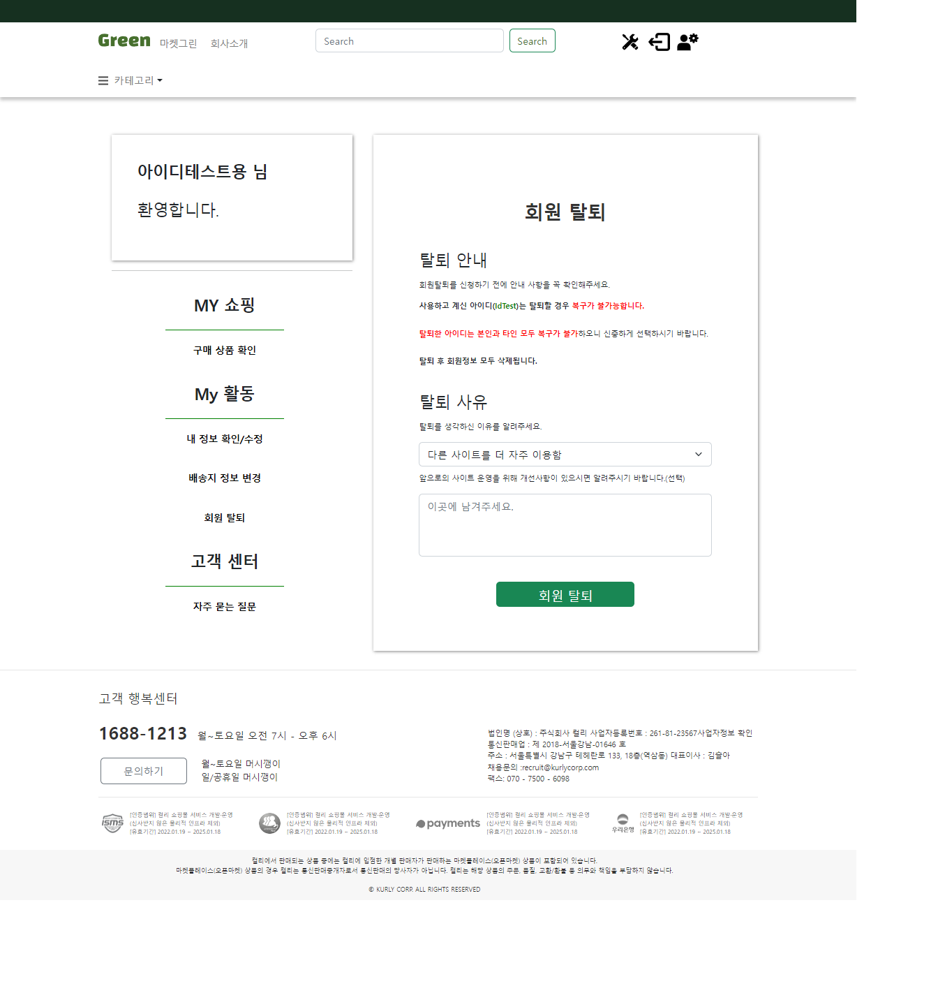 Green 마켓그린 회사소개 Search Search
카테고리
아이디테스트용 님
환영합니다.
MY 쇼핑
구매 상품 확인
My 활동
내 정보 확인/수정
배송지 정보 변경
회원 탈퇴
고객 센터
자주 묻는 질문
회원 탈퇴
탈퇴 안내
회원탈퇴를 신청하기 전에 안내 사항을 꼭 확인해주세요.
사용하고 계신 아이디(IdTest)는 탈퇴할 경우 복구가 불가능합니다.
탈퇴한 아이디는 본인과 타인 모두 복구가 불가하오니 신중하게 선택하시기 바랍니다.
탈퇴 후 회원정보 모두 삭제됩니다.
탈퇴 사유
탈퇴를 생각하신 이유를 알려주세요.
다른 사이트를 더 자주 이용함
앞으로의 사이트 운영을 위해 개선사항이 있으시면 알려주시기 바랍니다.(선택)
이곳에 남겨주세요.
회원 탈퇴
고객 행복센터
1688-1213 월~토요일 오전 7시 - 오후 6시
문의하기
월~토요일 머시깽이
일/공휴일 머시깽이
법인명 (상호) : 주식회사 컬리 사업자등록번호 : 261-81-23567사업자정보 확인
통신판매업 : 제 2018-서울강남-01646 호
주소 : 서울특별시 강남구 테헤란로 133, 18층(역삼동) 대표이사 : 김슬아
채용문의 :recruit@kurlycorp.com
팩스: 070 - 7500 - 6098
ISMS
[인증범위] 컬리 쇼핑몰 서비스 개발·운영
(심사받지 않은 물리적 인프라 제외)
[유효기간] 2022.01.19 ~ 2025.01.18
[인증범위] 컬리 쇼핑몰 서비스 개발·운영
(심사받지 않은 물리적 인프라 제외)
[유효기간] 2022.01.19 ~ 2025.01.18
payments
[인증범위] 컬리 쇼핑몰 서비스 개발·운영
(심사받지 않은 물리적 인프라 제외)
[유효기간] 2022.01.19 ~ 2025.01.18
우리은행
[인증범위] 컬리 쇼핑몰 서비스 개발·운영
(심사받지 않은 물리적 인프라 제외)
[유효기간] 2022.01.19 ~ 2025.01.18
컬리에서 판매되는 상품 중에는 컬리에 입점한 개별 판매자가 판매하는 마켓플레이스(오픈마켓) 상품이 포함되어 있습니다.
마켓플레이스(오픈마켓) 상품의 경우 컬리는 통신판매중개자로서 통신판매의 당사자가 아닙니다. 컬리는 해당 상품의 주문, 품질, 교환/환불 등 의무와 책임을 부담하지 않습니다.
© KURLY CORP. ALL RIGHTS RESERVED